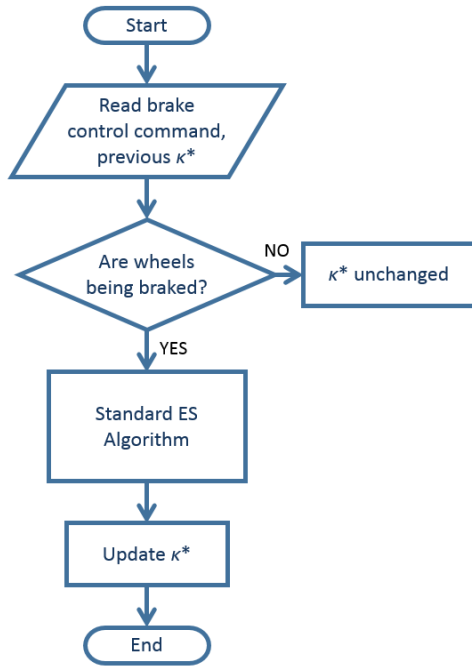 Start
Read brake
control command,
previous κ*
Are wheels
being braked?
NO
κ* unchanged
YES
Standard ES
Algorithm
Update κ*
End